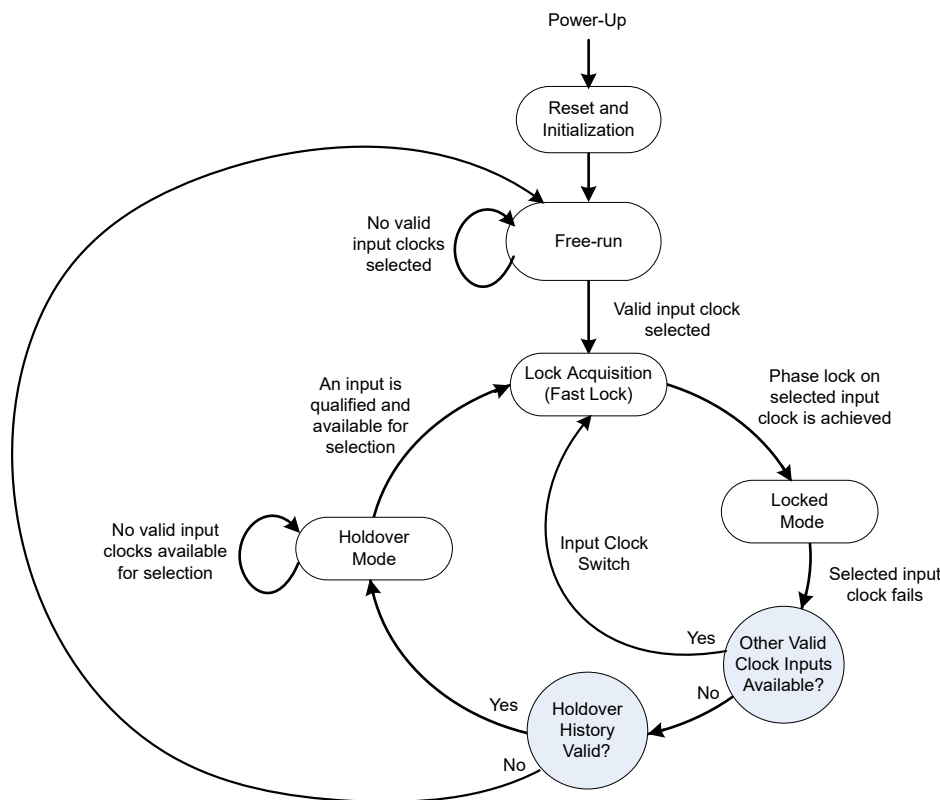 Power-Up
Reset and
Initialization
No valid
input clocks
selected
Free-run
Valid input clock
selected
Lock Acquisition
(Fast Lock)
An input is
qualified and
available for
selection
Phase lock on
selected input
clock is achieved
Locked
Mode
No valid input
clocks available
for selection
Holdover
Mode
Input Clock
Switch
Selected input
clock fails
Yes
Other Valid
Clock Inputs
Available?
No
Yes
Holdover
History
Valid?
No